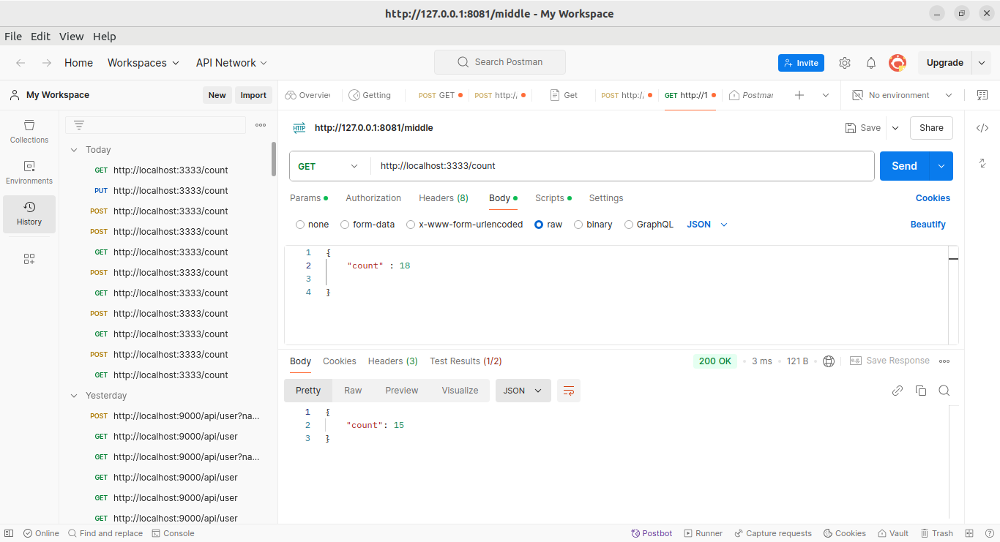 http://127.0.0.1:8081/middle - My Workspace
File Edit View Help
Home Workspaces API Network Search Postman Invite Upgrade
My Workspace New Import
Overview Getting POST GET POST http:/ Get POST http:/ GET http://1 Postman No environment
Collections
Environments
History
Today
GET http://localhost:3333/count
PUT http://localhost:3333/count
POST http://localhost:3333/count
POST http://localhost:3333/count
GET http://localhost:3333/count
POST http://localhost:3333/count
GET http://localhost:3333/count
POST http://localhost:3333/count
GET http://localhost:3333/count
POST http://localhost:3333/count
GET http://localhost:3333/count
Yesterday
POST http://localhost:9000/api/user?na...
GET http://localhost:9000/api/user
GET http://localhost:9000/api/user?na...
GET http://localhost:9000/api/user
GET http://localhost:9000/api/user
GET http://localhost:9000/api/user
HTTP http://127.0.0.1:8081/middle Save Share
GET http://localhost:3333/count Send
Params Authorization Headers (8) Body Scripts Settings Cookies
none form-data x-www-form-urlencoded raw binary GraphQL JSON Beautify
1 {
2 "count" : 18
3
4 }
Body Cookies Headers (3) Test Results (1/2) 200 OK 3 ms 121 B e.g. Save Response
Pretty Raw Preview Visualize JSON
1 {
2 "count": 15
3 }
Online Find and replace Console Postbot Runner Capture requests Cookies Vault Trash